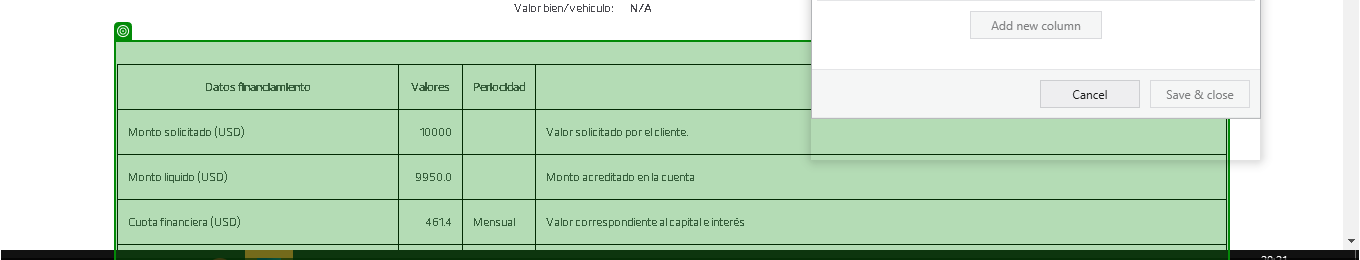 Valor bien/vehiculo: N/A
Add new column
Cancel
Save & close
Datos financiamiento Valores Periocidad
Monto solicitado (USD) 10000 Valor solicitado por el cliente.
Monto liquido (USD) 9950.0 Monto acreditado en la cuenta
Cuota financiera (USD) 461.4 Mensual Valor correspondiente al capital e interés